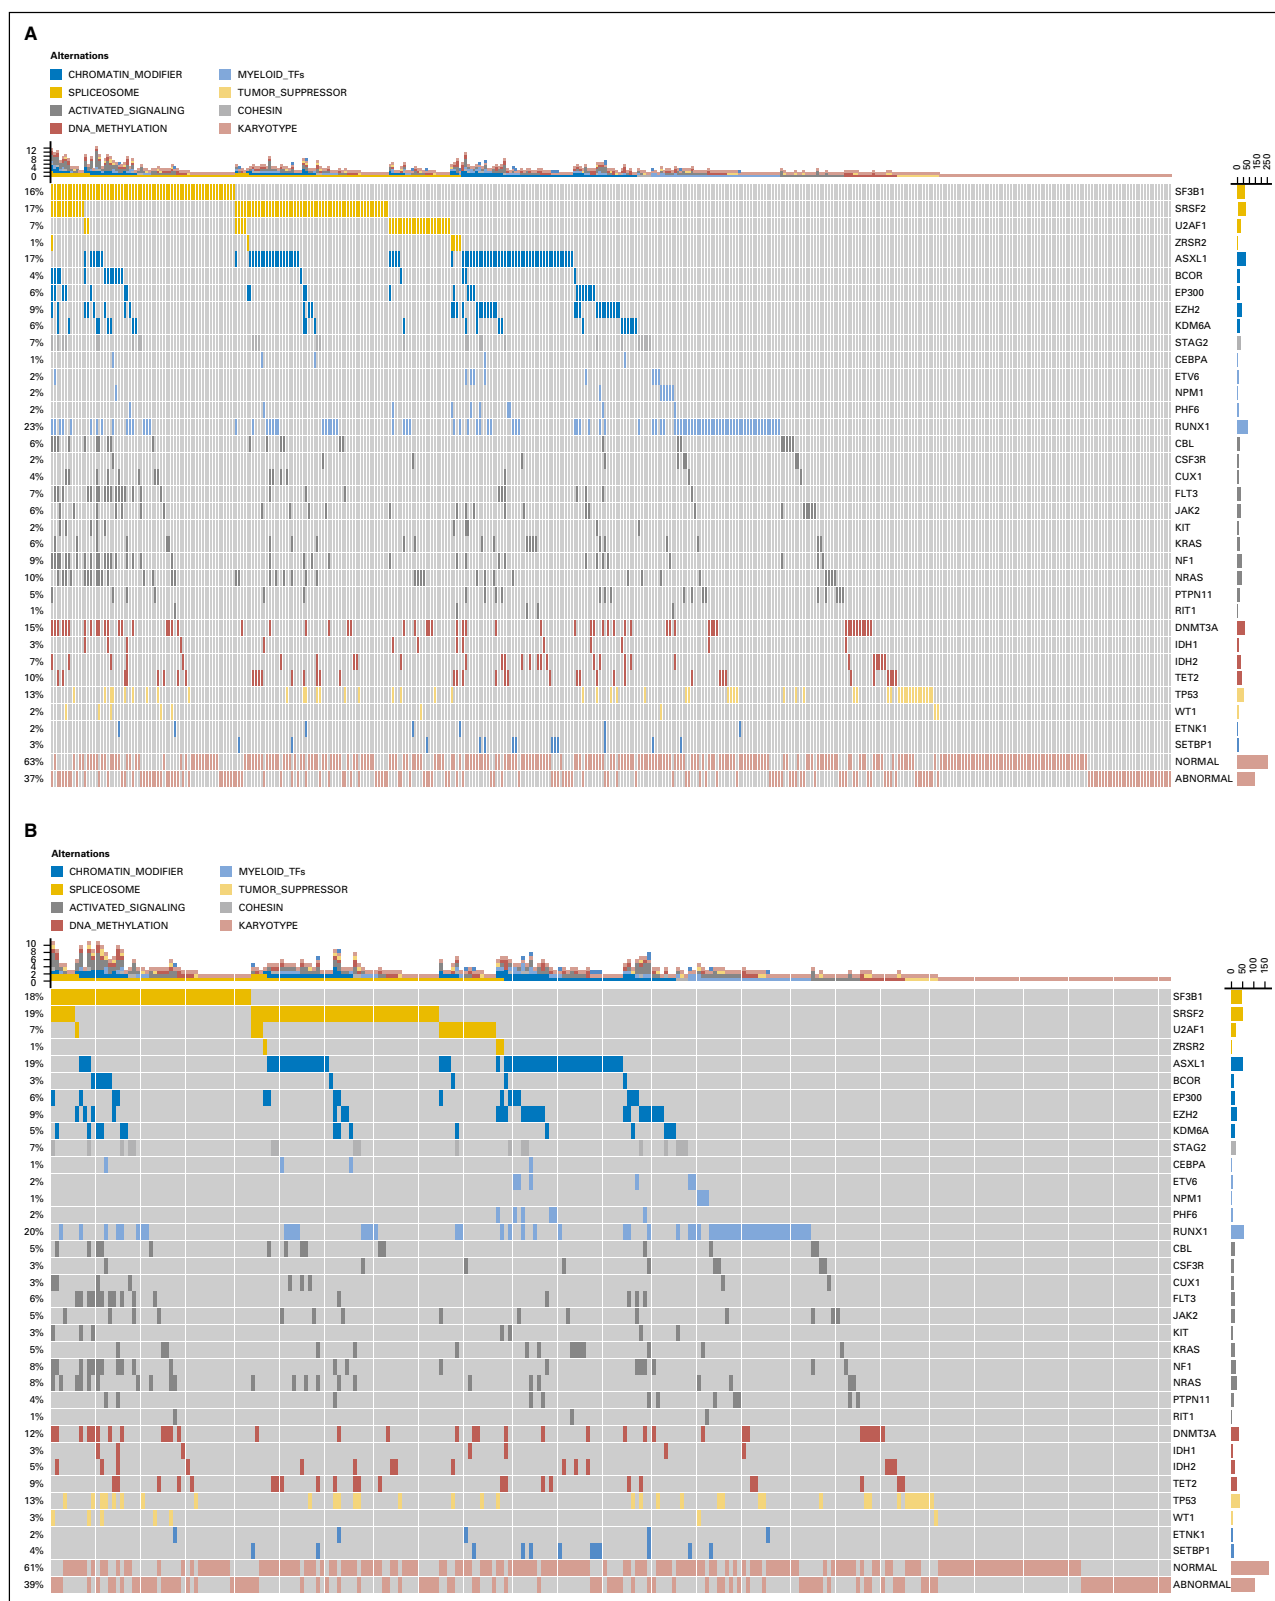 A
Alternations
CHROMATIN_MODIFIER MYELOID_TFs
SPLICEOSOME TUMOR_SUPPRESSOR
ACTIVATED_SIGNALING COHESIN
DNA_METHYLATION KARYOTYPE
12
8
4
0
0 50 150 250
16% SF3B1
17% SRSF2
7% U2AF1
1% ZRSR2
17% ASXL1
4% BCOR
6% EP300
9% EZH2
6% KDM6A
7% STAG2
1% CEBPA
2% ETV6
2% NPM1
2% PHF6
23% RUNX1
6% CBL
2% CSF3R
4% CUX1
7% FLT3
6% JAK2
2% KIT
6% KRAS
9% NF1
10% NRAS
5% PTPN11
1% RIT1
15% DNMT3A
3% IDH1
7% IDH2
10% TET2
13% TP53
2% WT1
2% ETNK1
3% SETBP1
63% NORMAL
37% ABNORMAL
B
Alternations
CHROMATIN_MODIFIER MYELOID_TFs
SPLICEOSOME TUMOR_SUPPRESSOR
ACTIVATED_SIGNALING COHESIN
DNA_METHYLATION KARYOTYPE
10
8
6
4
2
0
0 50 100 150
18% SF3B1
19% SRSF2
7% U2AF1
1% ZRSR2
19% ASXL1
3% BCOR
6% EP300
9% EZH2
5% KDM6A
7% STAG2
1% CEBPA
2% ETV6
1% NPM1
2% PHF6
20% RUNX1
5% CBL
3% CSF3R
3% CUX1
6% FLT3
5% JAK2
3% KIT
5% KRAS
8% NF1
8% NRAS
4% PTPN11
1% RIT1
12% DNMT3A
3% IDH1
5% IDH2
9% TET2
13% TP53
3% WT1
2% ETNK1
4% SETBP1
61% NORMAL
39% ABNORMAL